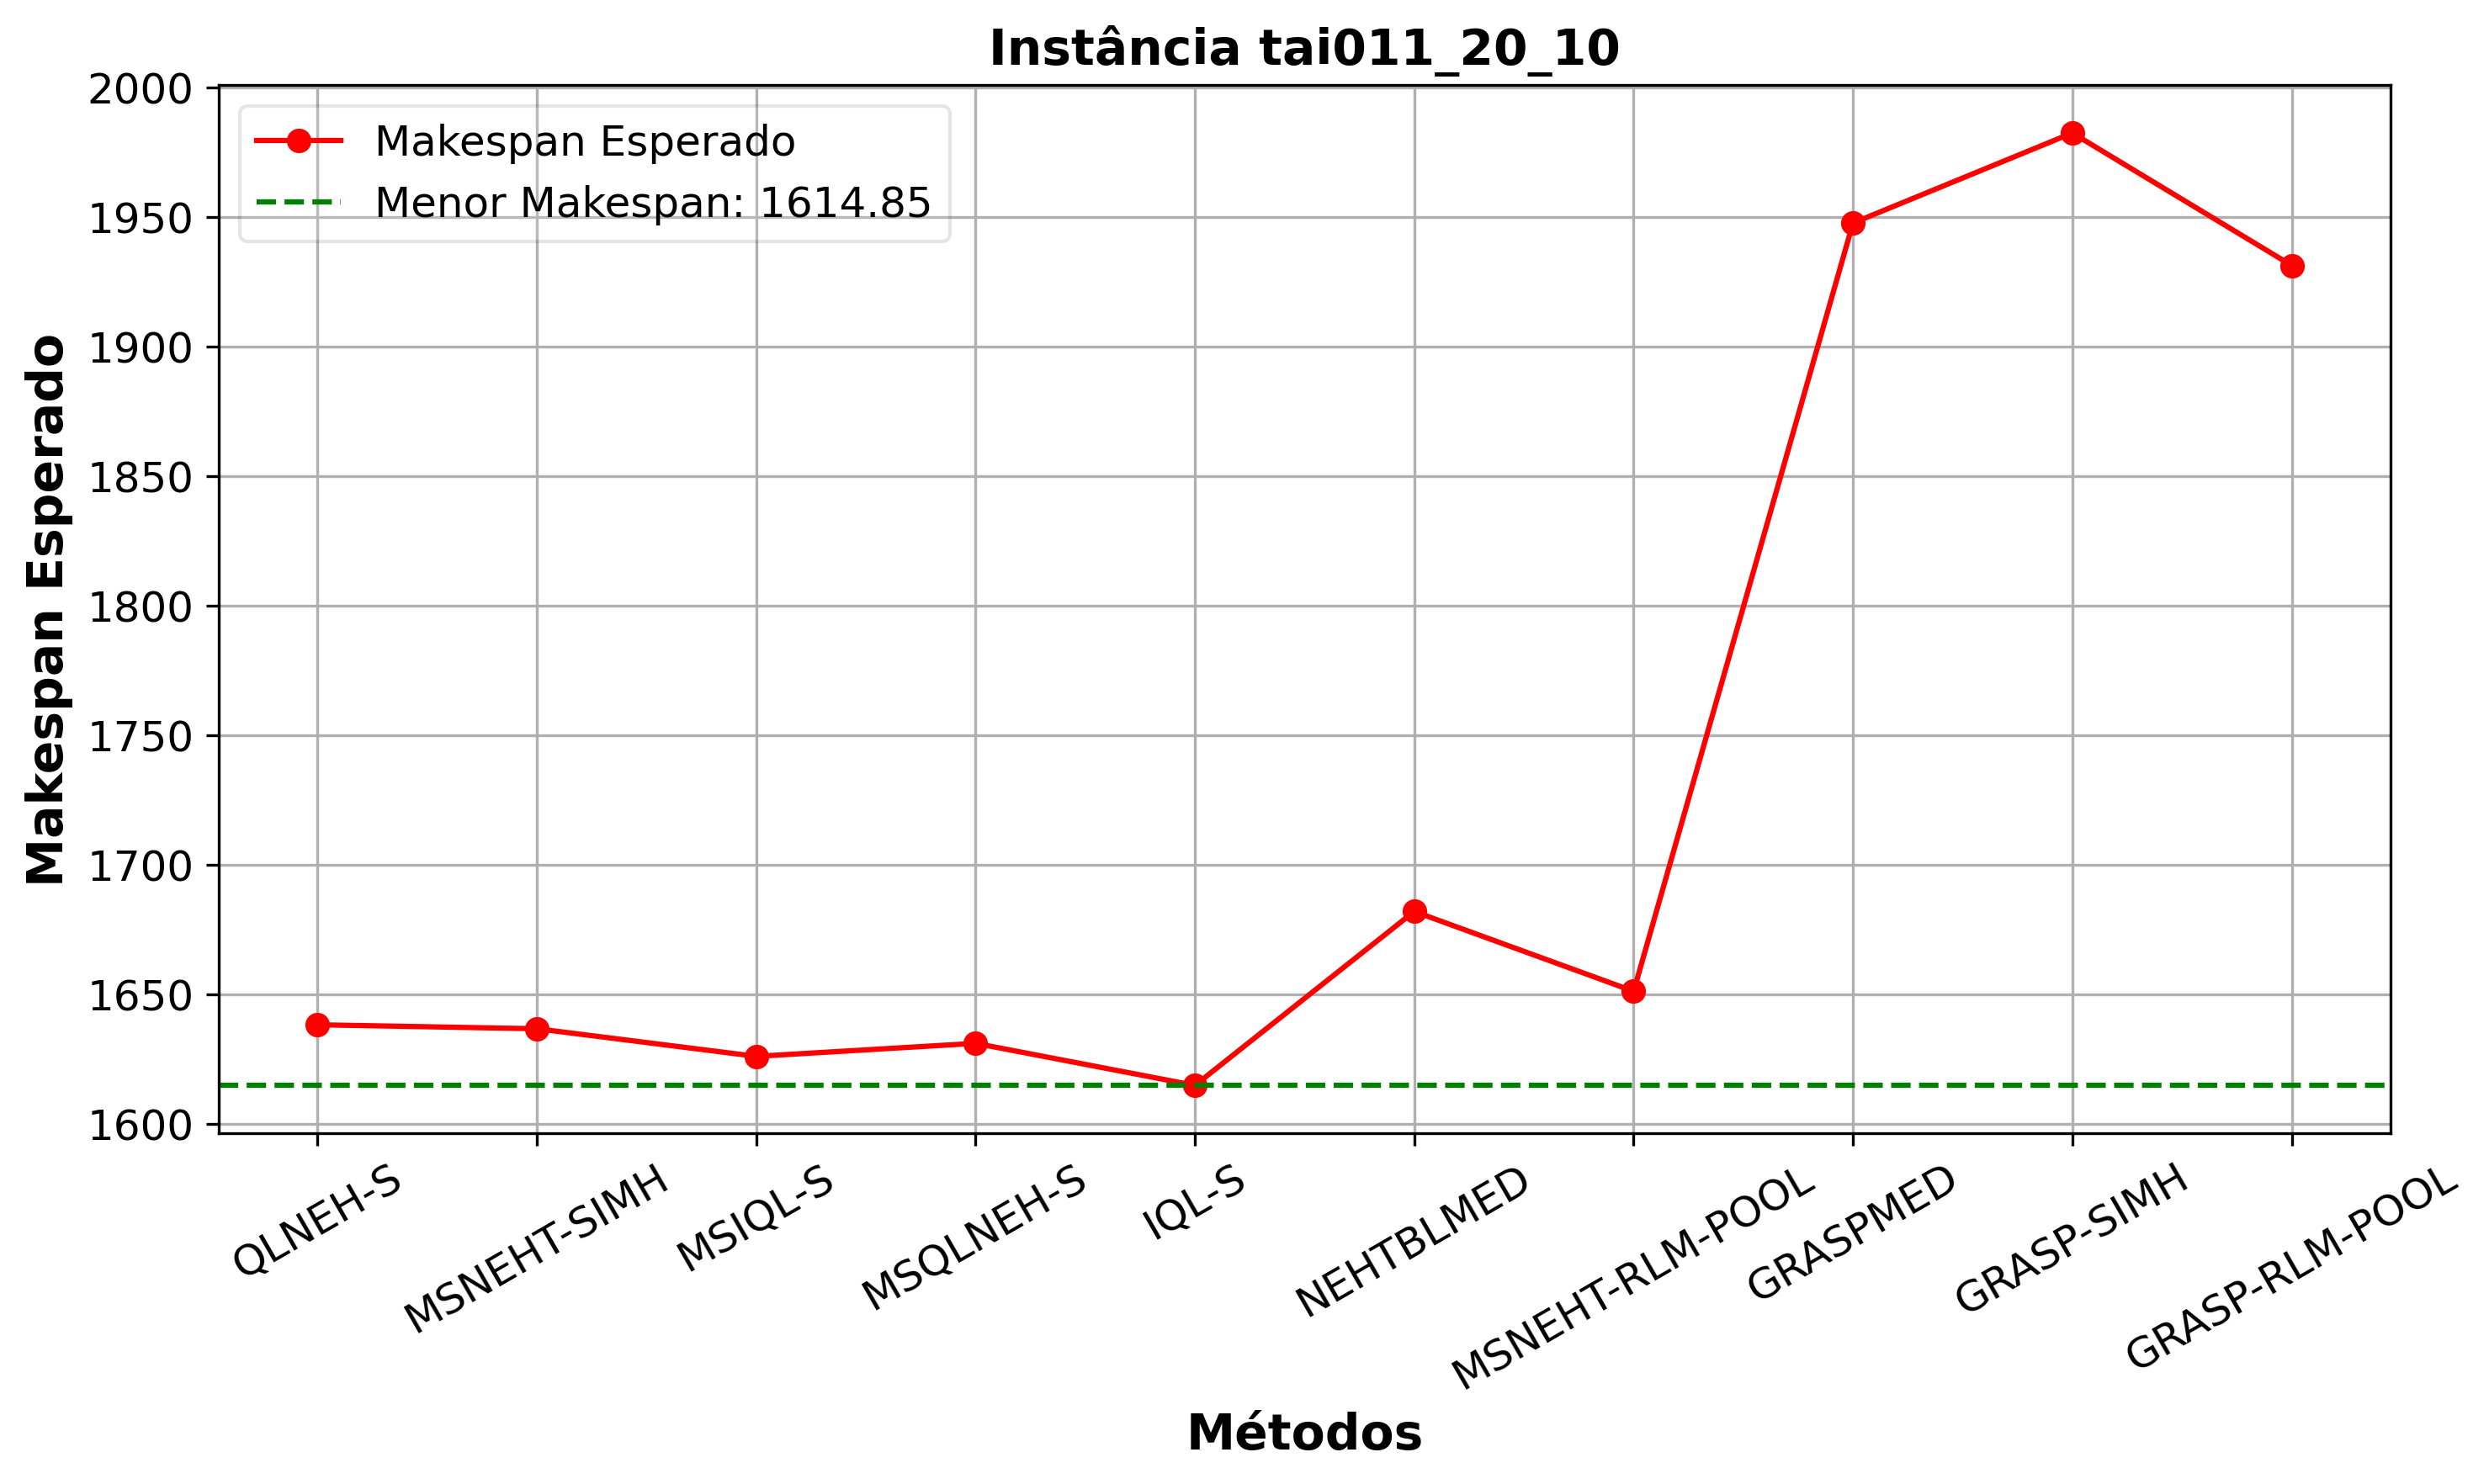 Instância tai011_20_10
Makespan Esperado
Menor Makespan: 1614.85
Makespan Esperado
2000
1950
1900
1850
1800
1750
1700
1650
1600
QLNEH-S
MSNEHT-SIMH
MSIQL-S
MSQLNEH-S
IQL-S
NEHTBLMED
MSNEHT-RLM-POOL
GRASPMED
GRASP-SIMH
GRASP-RLM-POOL
Métodos